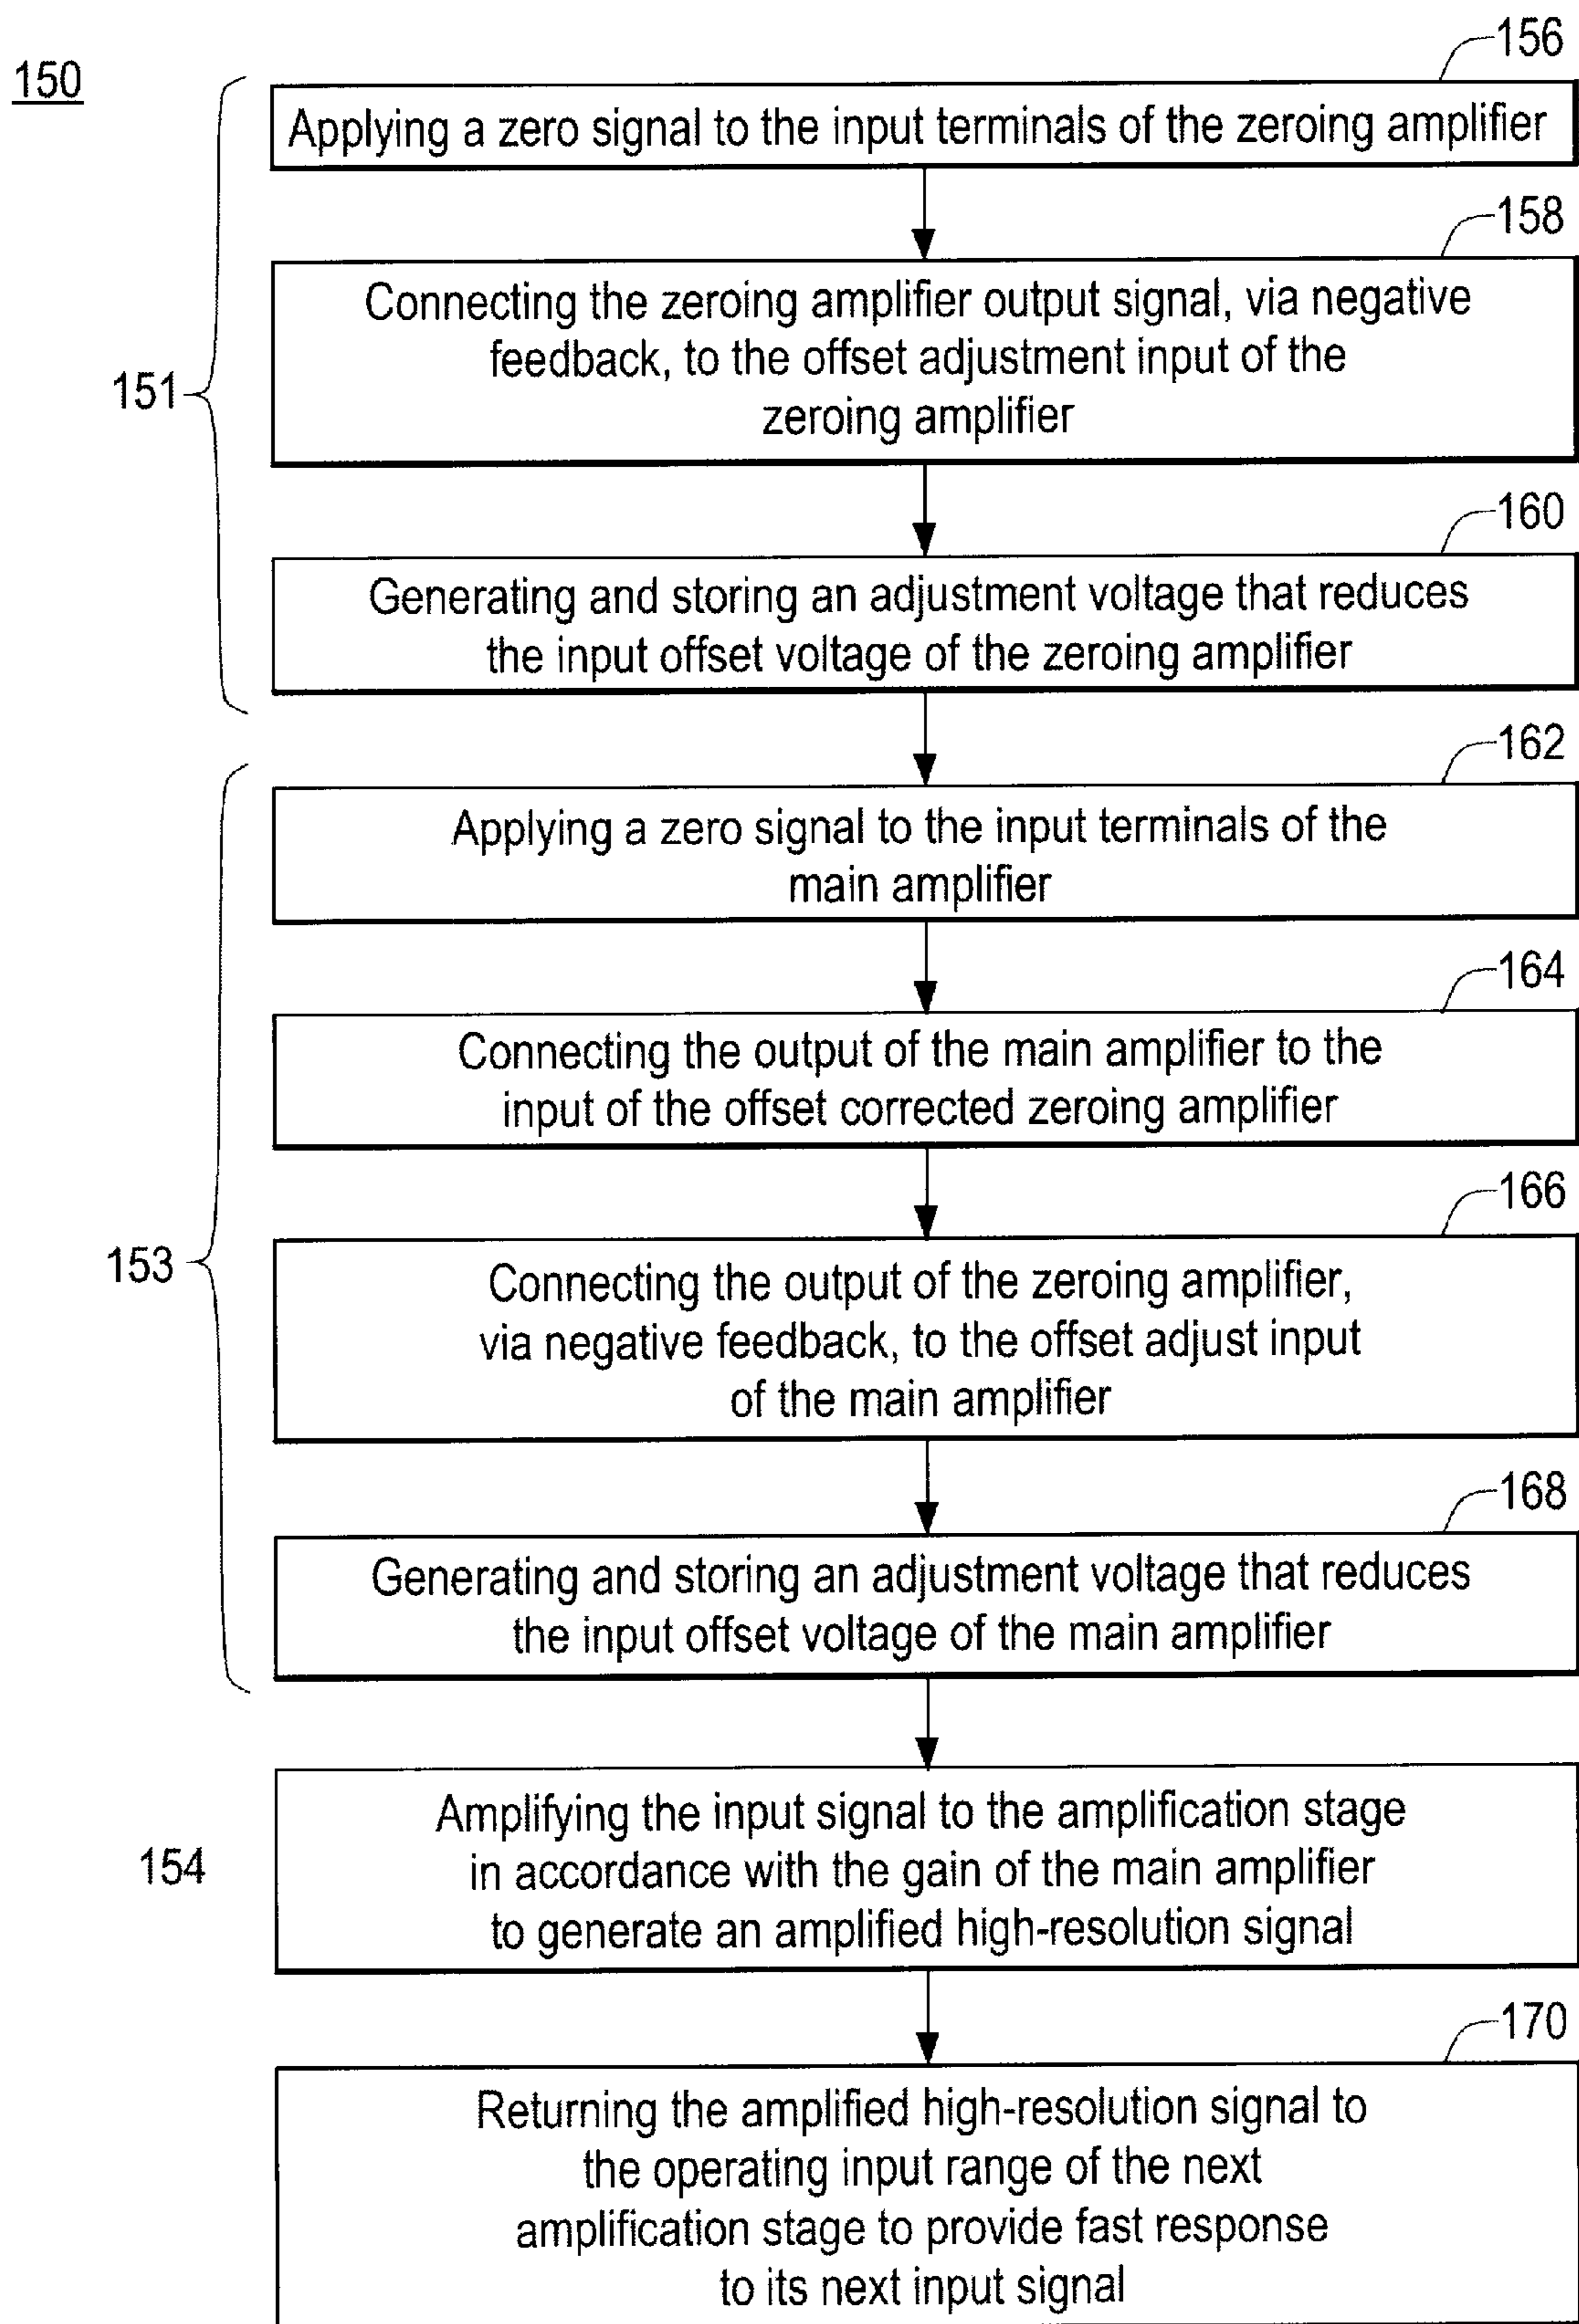 150
156
Applying a zero signal to the input terminals of the zeroing amplifier
158
Connecting the zeroing amplifier output signal, via negative
feedback, to the offset adjustment input of the
zeroing amplifier
151
160
Generating and storing an adjustment voltage that reduces
the input offset voltage of the zeroing amplifier
162
Applying a zero signal to the input terminals of the
main amplifier
164
Connecting the output of the main amplifier to the
input of the offset corrected zeroing amplifier
166
153
Connecting the output of the zeroing amplifier,
via negative feedback, to the offset adjust input
of the main amplifier
168
Generating and storing an adjustment voltage that reduces
the input offset voltage of the main amplifier
154
Amplifying the input signal to the amplification stage
in accordance with the gain of the main amplifier
to generate an amplified high-resolution signal
170
Returning the amplified high-resolution signal to
the operating input range of the next
amplification stage to provide fast response
to its next input signal